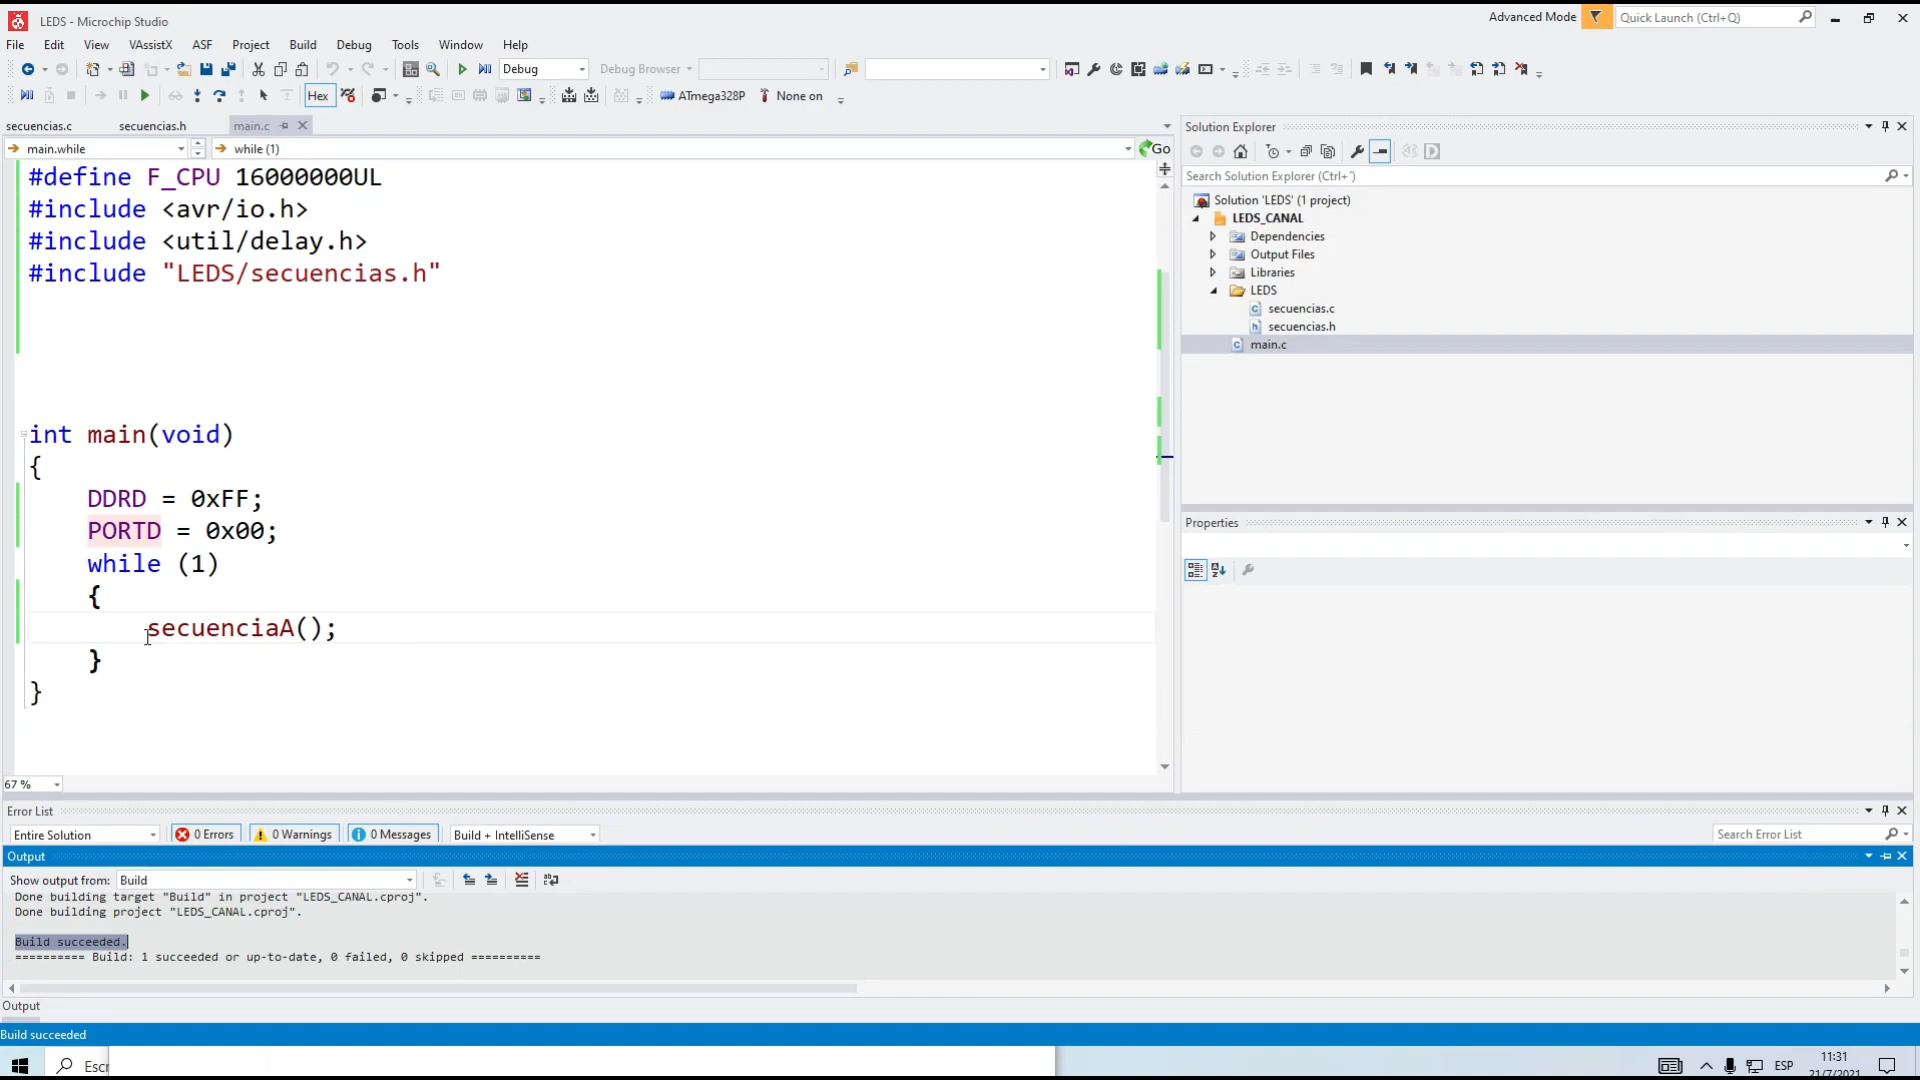 LEDS - Microchip Studio
Advanced Mode
Quick Launch (Ctrl+Q)
File Edit View VAssistX ASF Project Build Debug Tools Window Help
Debug
Debug Browser
Hex
ATmega328P
None on
secuencias.c secuencias.h main.c
main.while
while (1)
Go
#define F_CPU 16000000UL
#include <avr/io.h>
#include <util/delay.h>
#include "LEDS/secuencias.h"
int main(void)
{
DDRD = 0xFF;
PORTD = 0x00;
while (1)
{
secuenciaA();
}
}
67 %
Solution Explorer
Search Solution Explorer (Ctrl+´)
Solution 'LEDS' (1 project)
LEDS_CANAL
Dependencies
Output Files
Libraries
LEDS
secuencias.c
secuencias.h
main.c
Properties
Error List
Entire Solution
0 Errors
0 Warnings
0 Messages
Build + IntelliSense
Search Error List
Output
Show output from: Build
Done building target "Build" in project "LEDS_CANAL.cproj".
Done building project "LEDS_CANAL.cproj".
Build succeeded.
========== Build: 1 succeeded or up-to-date, 0 failed, 0 skipped ==========
Output
Build succeeded
Escr
ESP
11:31
21/7/2021